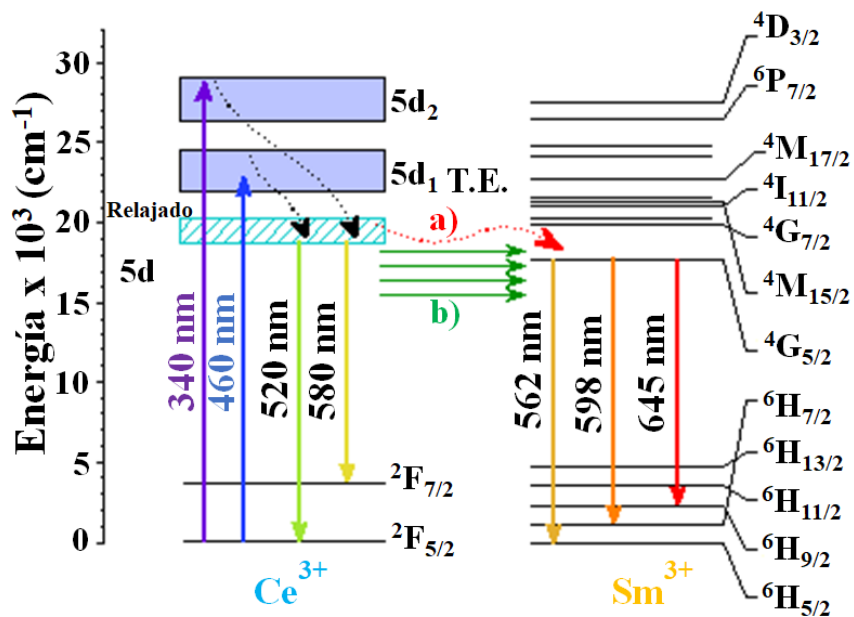 Energía x 10³ (cm⁻¹)
30
25
20
15
10
5
0
5d₂
5d₁ T.E.
Relajado
5d
a)
b)
340 nm
460 nm
520 nm
580 nm
²F₇/₂
²F₅/₂
Ce³⁺
562 nm
598 nm
645 nm
⁴D₃/₂
⁶P₇/₂
⁴M₁₇/₂
⁴I₁₁/₂
⁴G₇/₂
⁴M₁₅/₂
⁴G₅/₂
⁶H₇/₂
⁶H₁₃/₂
⁶H₁₁/₂
⁶H₉/₂
⁶H₅/₂
Sm³⁺